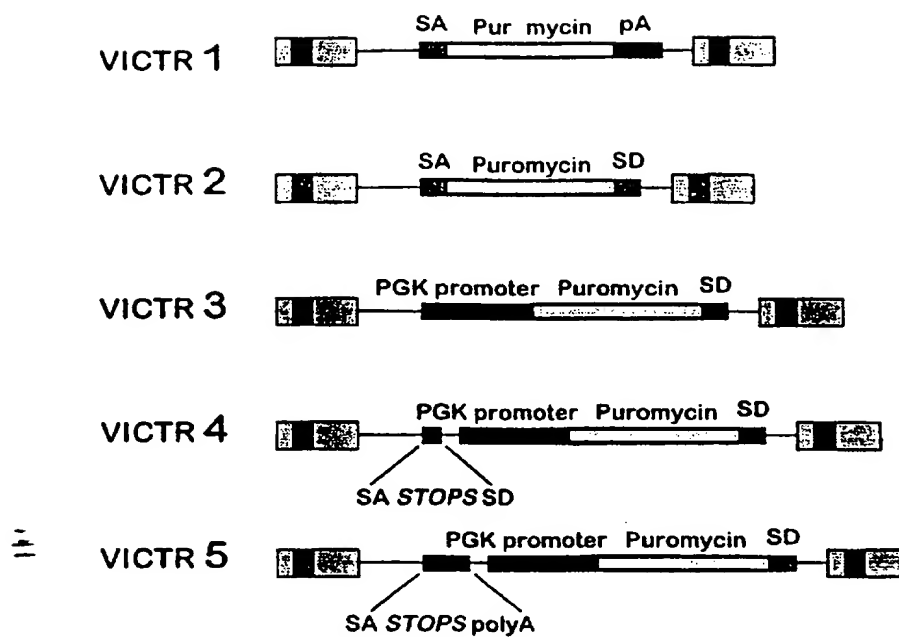 SA Pur mycin pA
VICTR 1
SA Puromycin SD
VICTR 2
PGK promoter Puromycin SD
VICTR 3
PGK promoter Puromycin SD
VICTR 4
SA STOPS SD
PGK promoter Puromycin SD
VICTR 5
SA STOPS polyA